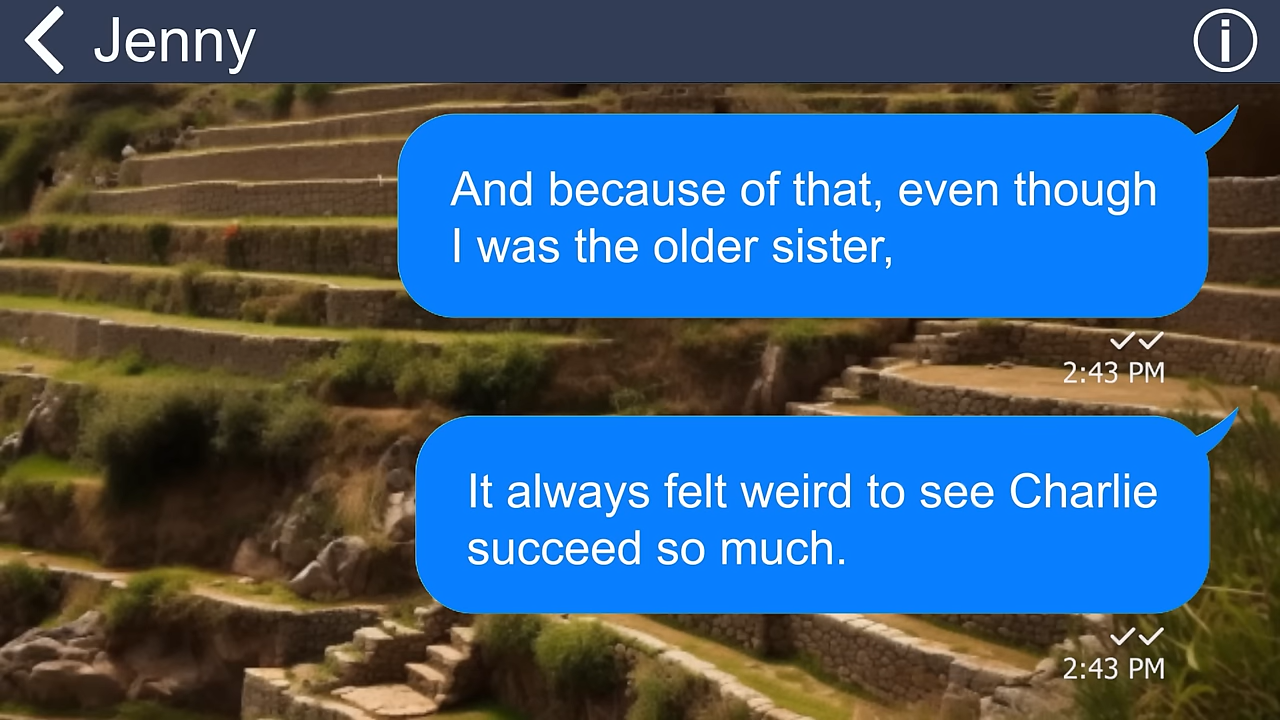 Jenny
And because of that, even though
I was the older sister,
2:43 PM
It always felt weird to see Charlie
succeed so much.
2:43 PM